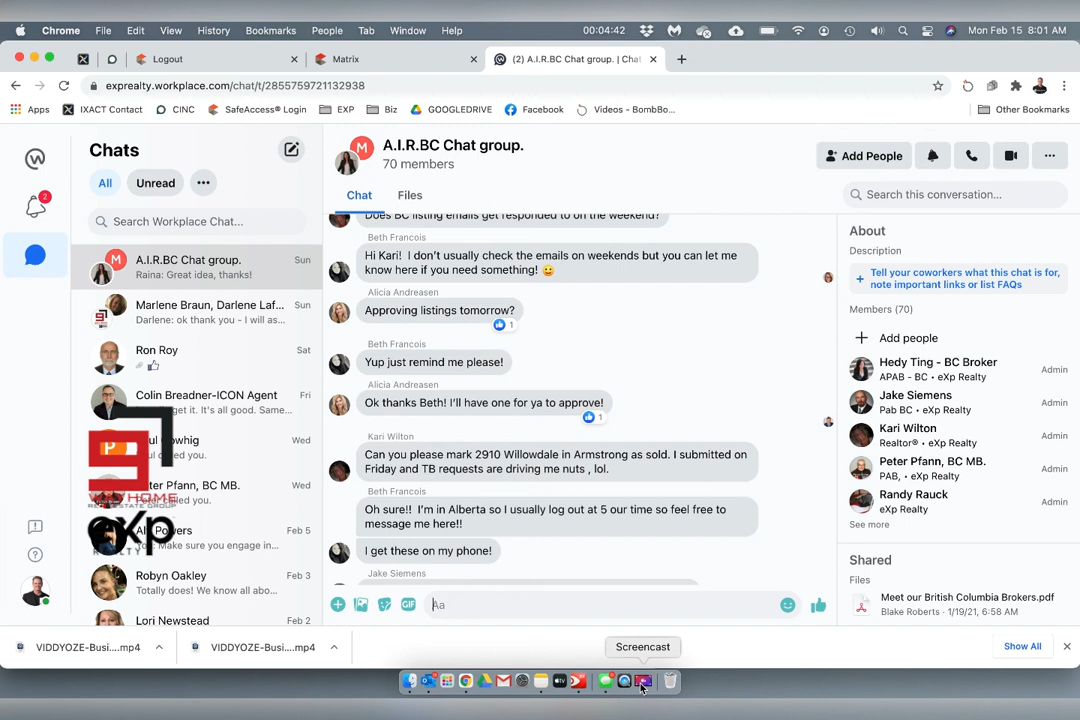 Chrome File Edit View History Bookmarks People Tab Window Help 00:04:42 Mon Feb 15 8:01 AM
Logout Matrix (2) A.I.R.BC Chat group. | Chat
exprealty.workplace.com/chat/t/2855759721132938
Apps IXACT Contact CINC SafeAccess® Login EXP Biz GOOGLEDRIVE Facebook Videos - BomBbo... Other Bookmarks
Chats
All Unread
Search Workplace Chat...
A.I.R.BC Chat group. Sun
Raina: Great idea, thanks!
Marlene Braun, Darlene Laf... Sun
Darlene: ok thank you - I will as...
Ron Roy Sat
Colin Breadner-ICON Agent Fri
get it. It's all good. Same...
Wed
called you.
ter Pfann, BC MB. Wed
called you.
Powers Feb 5
Make sure you engage in...
Robyn Oakley Feb 3
Totally does! We know all abo...
Lori Newstead Feb 2
REAL ESTATE GROUP
exp
A.I.R.BC Chat group.
70 members
Add People
Chat Files
Search this conversation...
Does BC listing emails get responded to on the weekend?
Beth Francois
Hi Kari! I don't usually check the emails on weekends but you can let me
know here if you need something!
Alicia Andreasen
Approving listings tomorrow?
1
Beth Francois
Yup just remind me please!
Alicia Andreasen
Ok thanks Beth! I'll have one for ya to approve!
1
Kari Wilton
Can you please mark 2910 Willowdale in Armstrong as sold. I submitted on
Friday and TB requests are driving me nuts , lol.
Beth Francois
Oh sure!! I'm in Alberta so I usually log out at 5 our time so feel free to
message me here!!
I get these on my phone!
Jake Siemens
GIF Aa
About
Description
Tell your coworkers what this chat is for,
note important links or list FAQs
Members (70)
Add people
Hedy Ting - BC Broker Admin
APAB - BC • eXp Realty
Jake Siemens Admin
Pab BC • eXp Realty
Kari Wilton Admin
Realtor® • eXp Realty
Peter Pfann, BC MB. Admin
PAB, • eXp Realty
Randy Rauck Admin
eXp Realty
See more
Shared
Files
Meet our British Columbia Brokers.pdf
Blake Roberts • 1/19/21, 6:58 AM
VIDDYOZE-Busi....mp4 VIDDYOZE-Busi....mp4 Screencast Show All